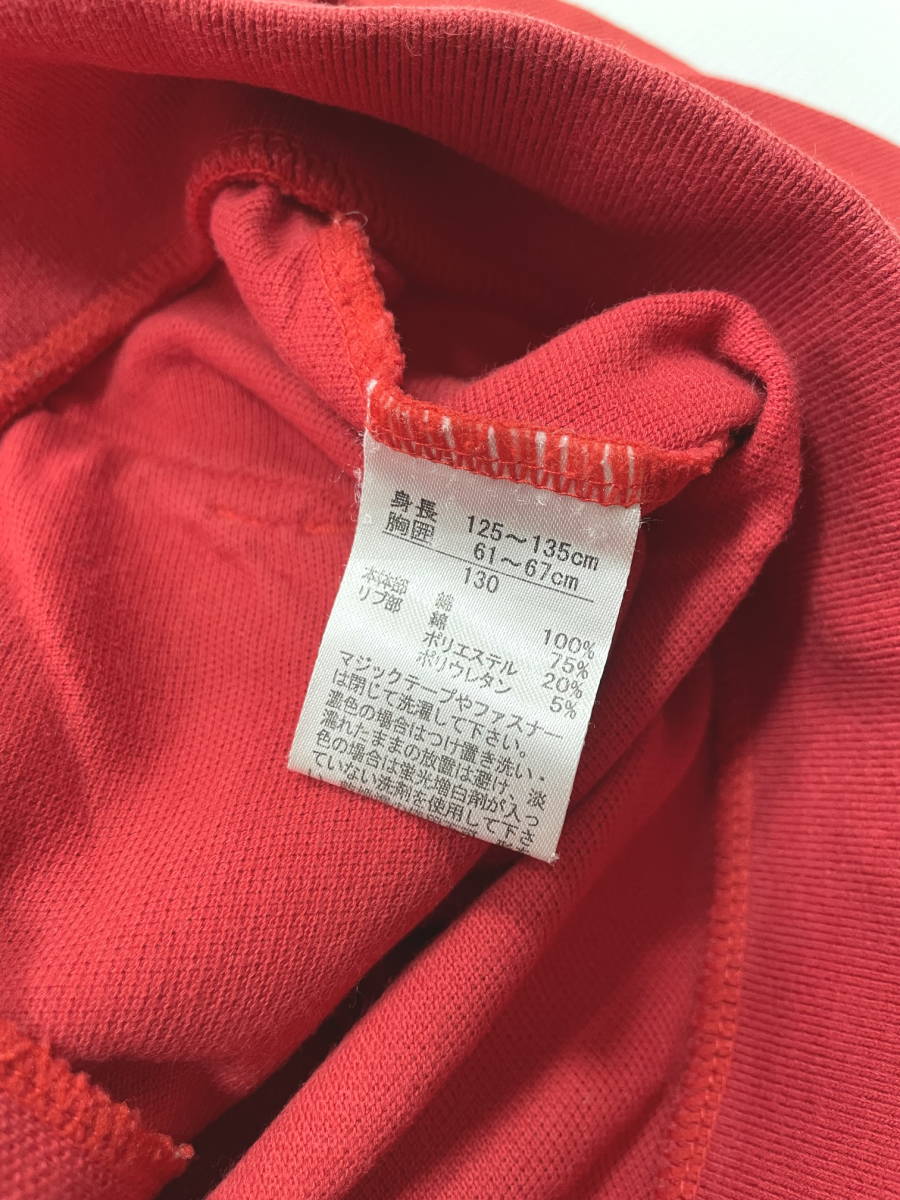 身長 125～135cm
胸囲 61～67cm
130
本体部 綿 100%
リブ部 綿 75%
ポリエステル 20%
ポリウレタン 5%
マジックテープやファスナー
は閉じて洗濯して下さい。
濃色の場合はつけ置き洗い・
濡れたままの放置は避け、淡
色の場合は蛍光増白剤が入っ
ていない洗剤を使用して下さ
い。